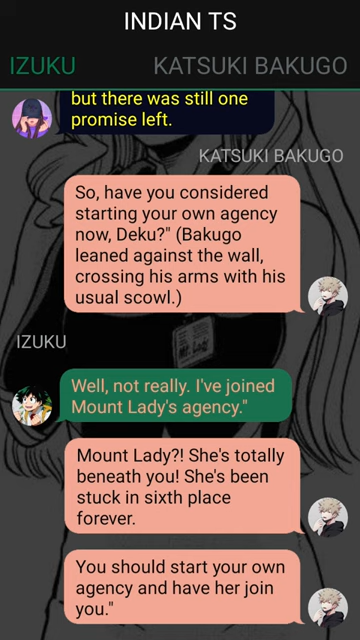 INDIAN TS
IZUKU KATSUKI BAKUGO
but there was still one
promise left.
KATSUKI BAKUGO
So, have you considered
starting your own agency
now, Deku?" (Bakugo
leaned against the wall,
crossing his arms with his
usual scowl.)
IZUKU
Well, not really. I've joined
Mount Lady's agency."
Mount Lady?! She's totally
beneath you! She's been
stuck in sixth place
forever.
You should start your own
agency and have her join
you."